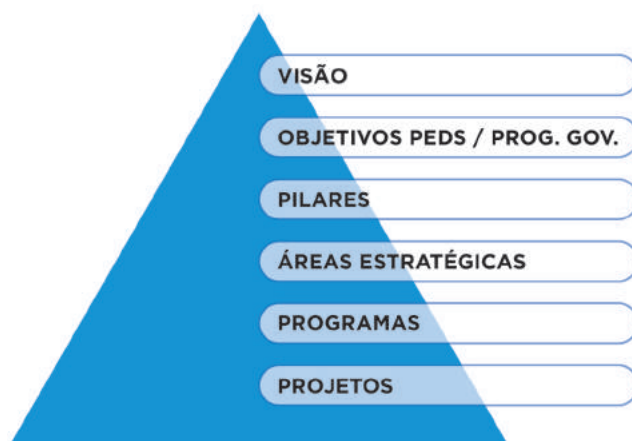 VISÃO
OBJETIVOS PEDS / PROG. GOV.
PILARES
ÁREAS ESTRATÉGICAS
PROGRAMAS
PROJETOS